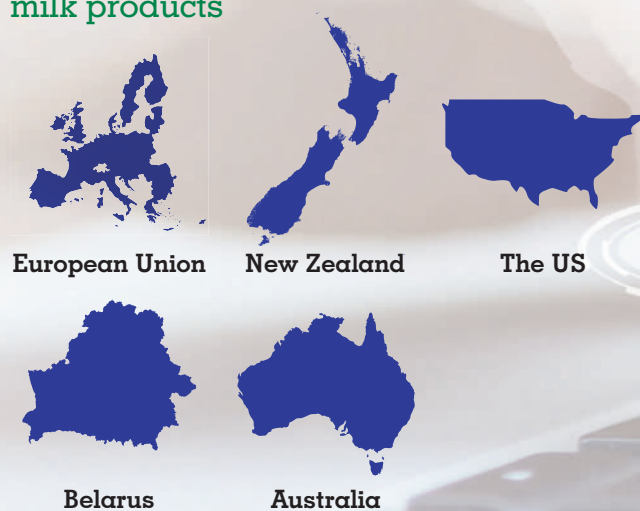 milk products
European Union
New Zealand
The US
Belarus
Australia